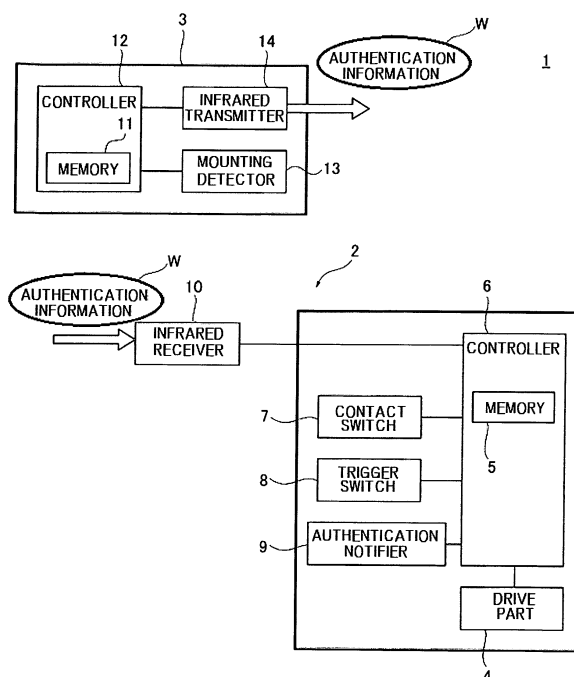 3
12
14
W
AUTHENTICATION
INFORMATION
1
CONTROLLER
INFRARED
TRANSMITTER
11
MEMORY
MOUNTING
DETECTOR
13
W
AUTHENTICATION
INFORMATION
10
INFRARED
RECEIVER
2
6
CONTROLLER
MEMORY
5
7
CONTACT
SWITCH
8
TRIGGER
SWITCH
9
AUTHENTICATION
NOTIFIER
DRIVE
PART
4